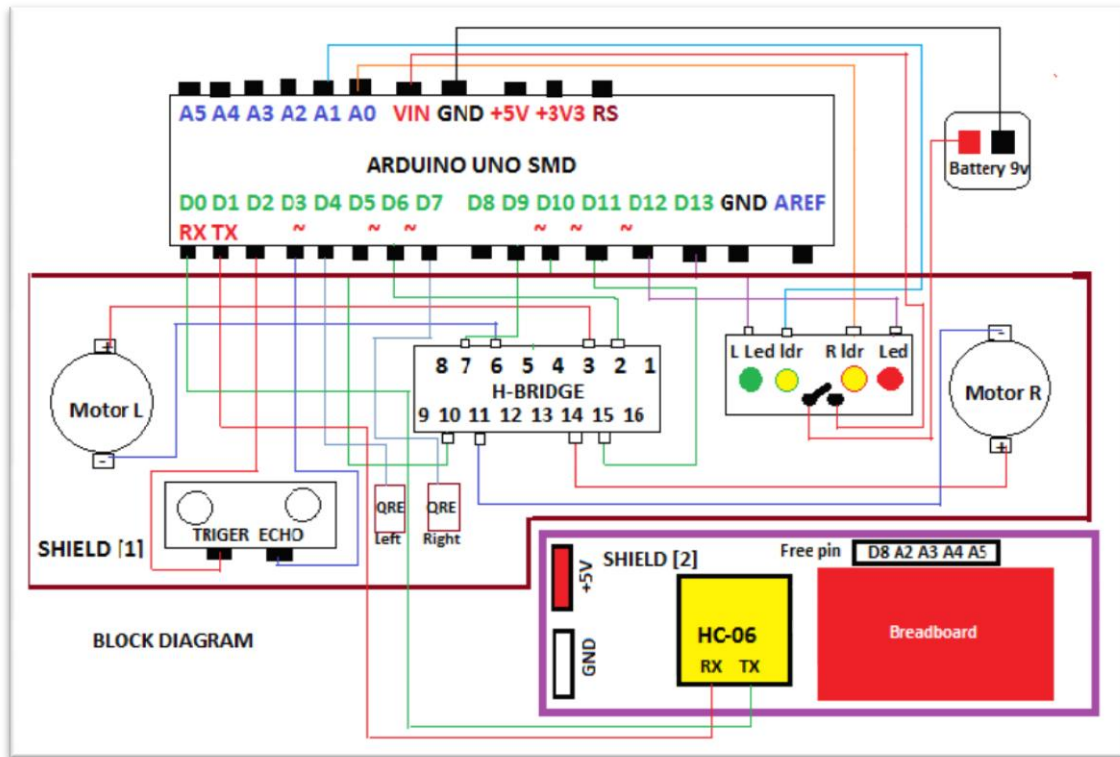 A5 A4 A3 A2 A1 A0 VIN GND +5V +3V3 RS
ARDUINO UNO SMD
D0 D1 D2 D3 D4 D5 D6 D7 D8 D9 D10 D11 D12 D13 GND AREF
RX TX ~ ~ ~ ~ ~ ~
Battery 9v
+
Motor L
-
8 7 6 5 4 3 2 1
H-BRIDGE
9 10 11 12 13 14 15 16
L Led ldr R ldr Led
-
Motor R
+
QRE
Left
QRE
Right
TRIGER ECHO
SHIELD [1]
BLOCK DIAGRAM
+5V
GND
SHIELD [2]
HC-06
RX TX
Free pin D8 A2 A3 A4 A5
Breadboard